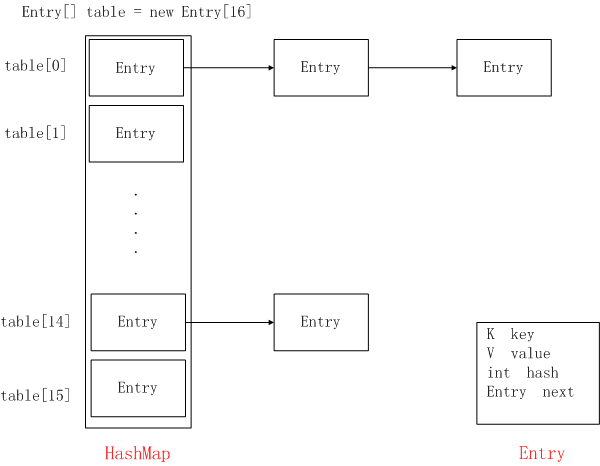 Entry[] table = new Entry[16]
table[0]
Entry
Entry
Entry
table[1]
Entry
table[14]
Entry
Entry
table[15]
Entry
K key
V value
int hash
Entry next
HashMap
Entry